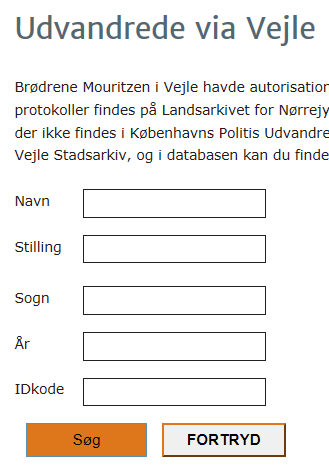 Udvandrede via Vejle
Brødrene Mouritzen i Vejle havde autorisation
protokoller findes på Landsarkivet for Nørrejy
der ikke findes i Københavns Politis Udvandre
Vejle Stadsarkiv, og i databasen kan du finde
Navn
Stilling
Sogn
År
IDkode
Søg FORTRYD